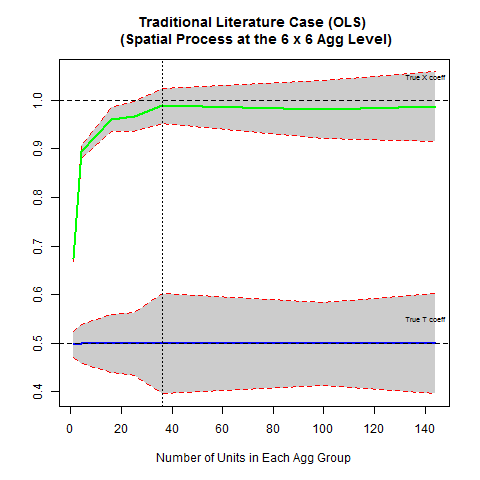 Traditional Literature Case (OLS)
(Spatial Process at the 6 x 6 Agg Level)
True X coeff
1.0
0.9
0.8
0.7
0.6
True T coeff
0.5
0.4
0 20 40 60 80 100 120 140
Number of Units in Each Agg Group